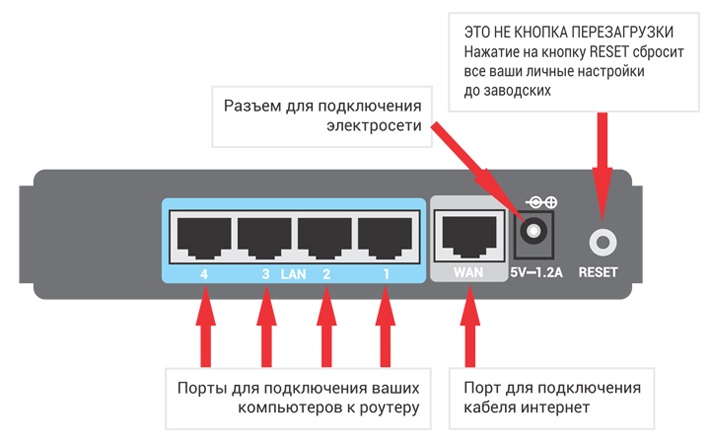 ЭТО НЕ КНОПКА ПЕРЕЗАГРУЗКИ
Нажатие на кнопку RESET сбросит
все ваши личные настройки
до заводских
Разъем для подключения
электросети
4 3 LAN 2 1
WAN
5V—1.2A
RESET
Порты для подключения ваших
компьютеров к роутеру
Порт для подключения
кабеля интернет